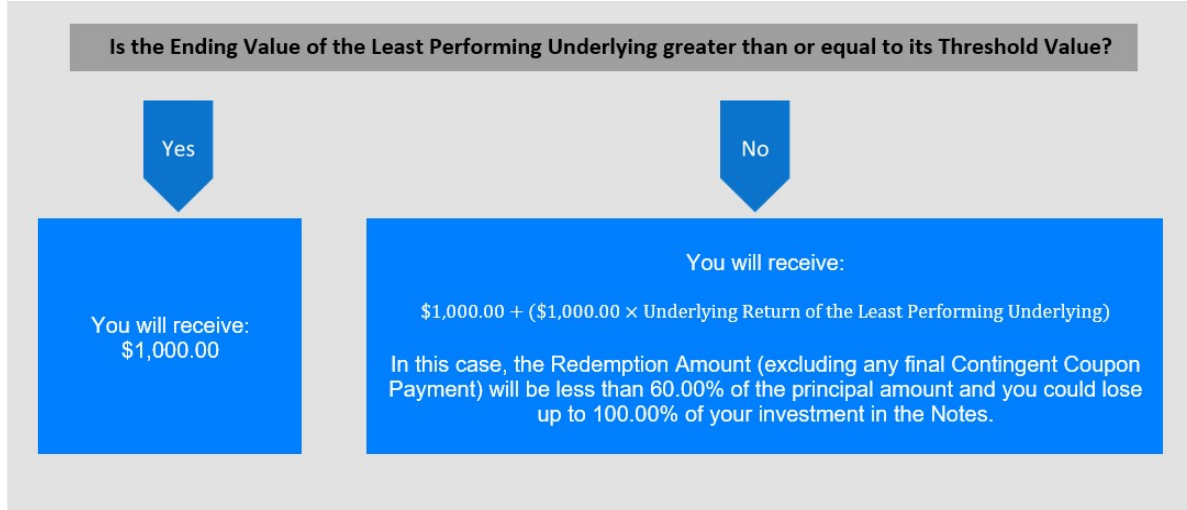 Is the Ending Value of the Least Performing Underlying greater than or equal to its Threshold Value?
Yes
No
You will receive:
$1,000.00
You will receive:
$1,000.00 + ($1,000.00 × Underlying Return of the Least Performing Underlying)
In this case, the Redemption Amount (excluding any final Contingent Coupon
Payment) will be less than 60.00% of the principal amount and you could lose
up to 100.00% of your investment in the Notes.